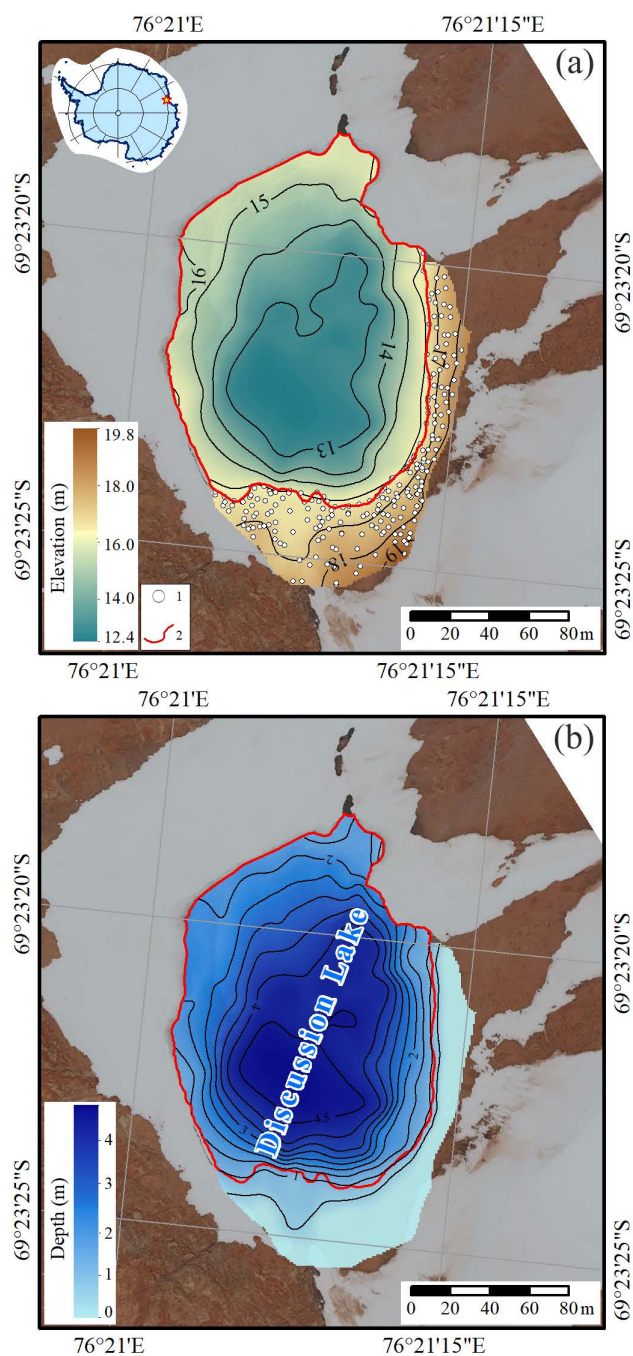 76°21'E
76°21'15"E
(a)
69°23'20"S
69°23'20"S
15
16
14
17
13
Elevation (m)
19.8
18.0
16.0
14.0
12.4
69°23'25"S
69°23'25"S
18
19
1
2
0 20 40 60 80 m
76°21'E
76°21'15"E
76°21'E
76°21'15"E
(b)
69°23'20"S
69°23'20"S
2
4
2
Discussion Lake
4.5
3
1
Depth (m)
4
3
2
1
0
69°23'25"S
69°23'25"S
0 20 40 60 80 m
76°21'E
76°21'15"E